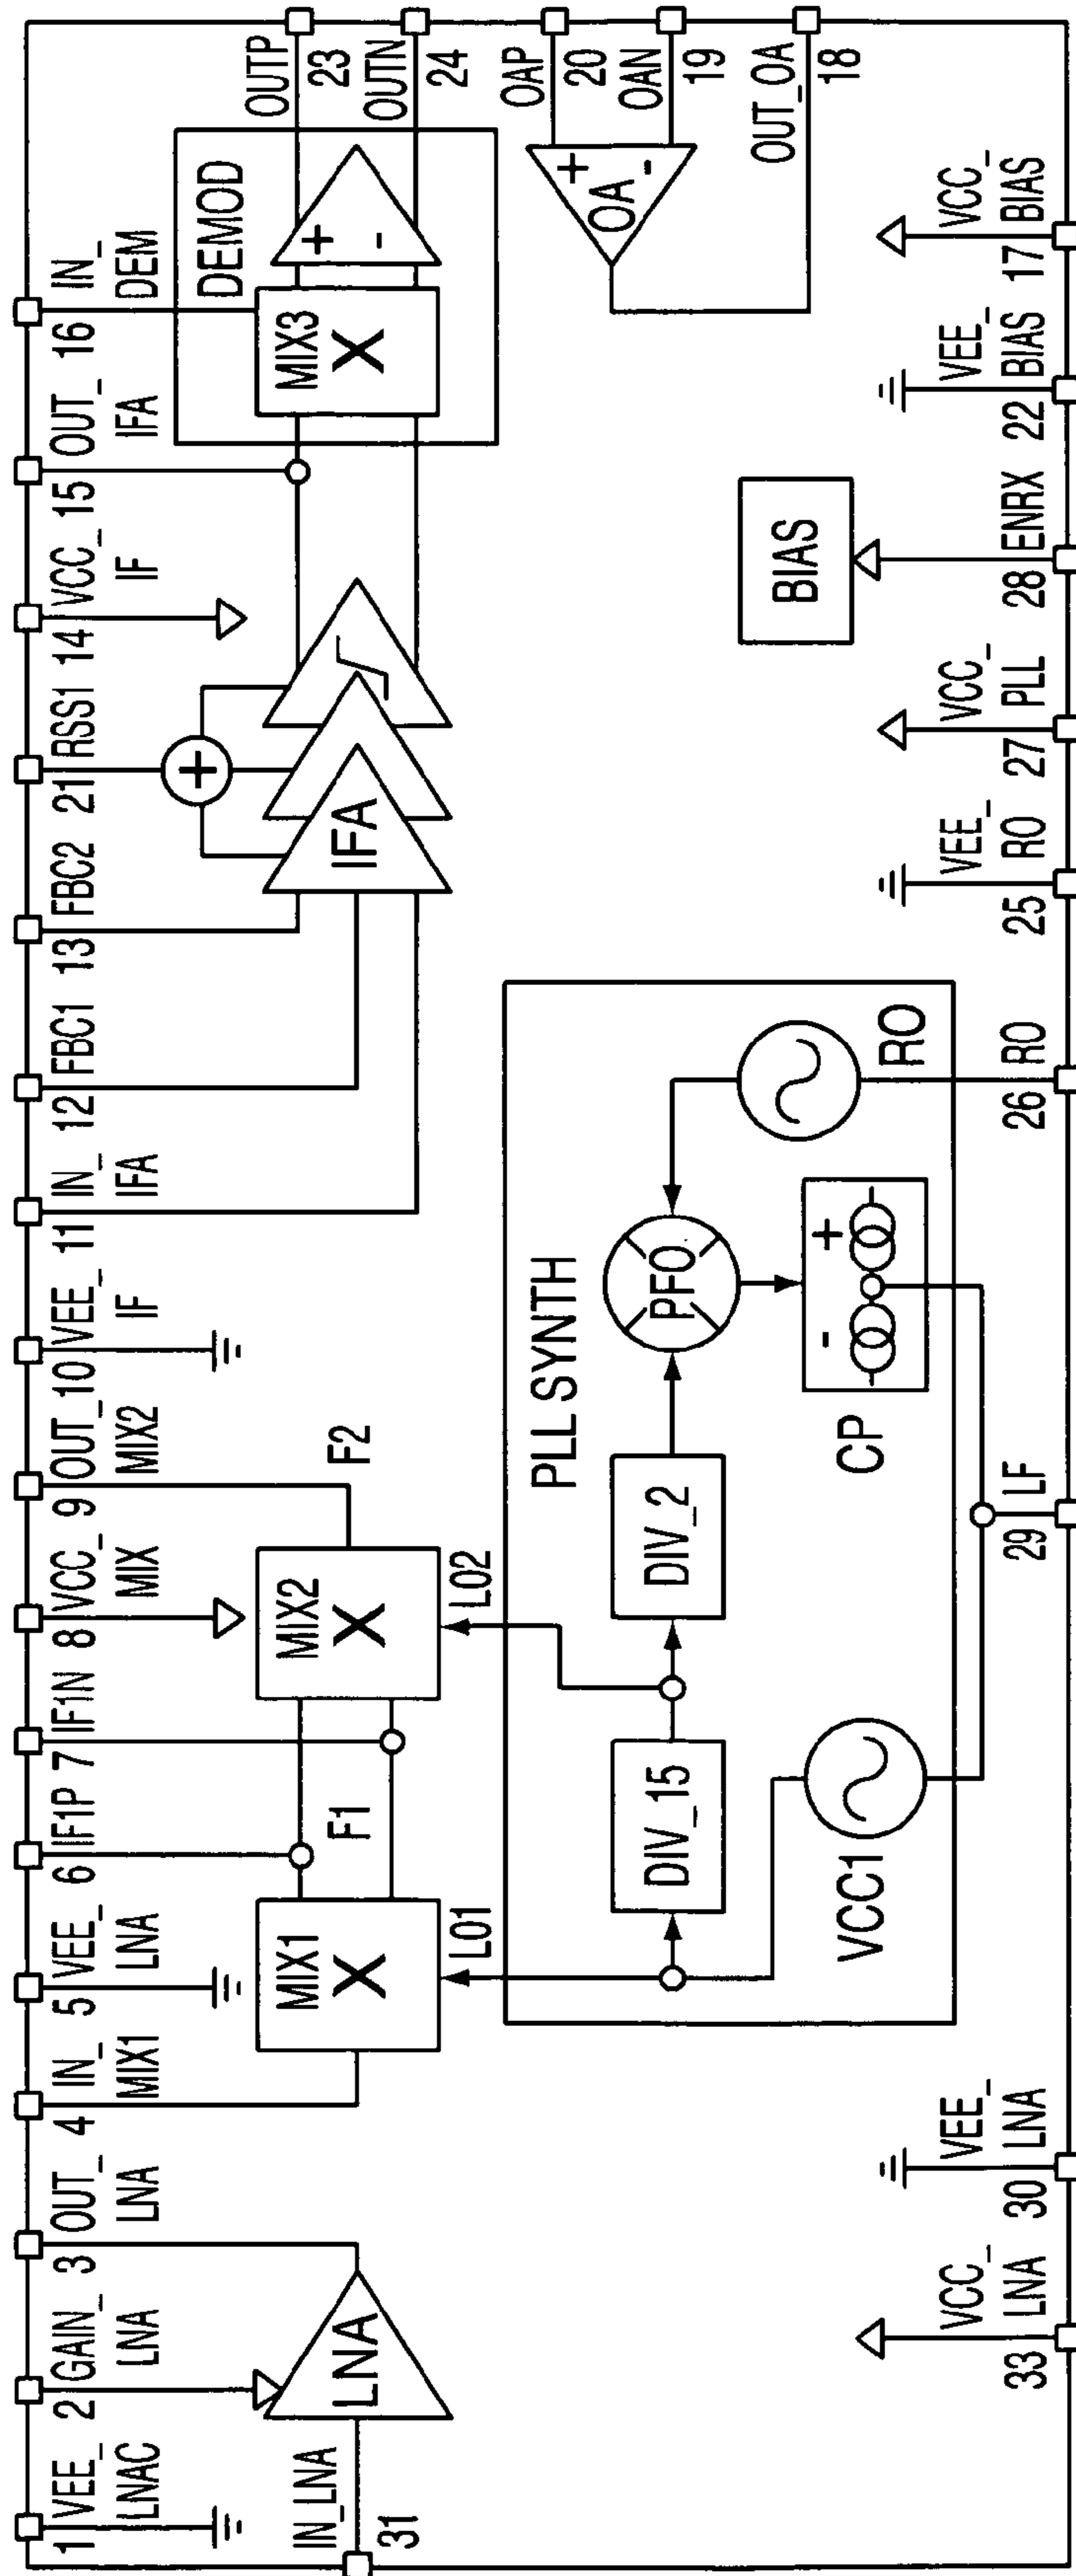 1 VEE_
LNAC
2 GAIN_
LNA
3 OUT_
LNA
4 IN_
MIX1
5 VEE_
LNA
6 IF1P
7 IF1N
8 VCC_
MIX
9 OUT_
MIX2
10 VEE_
IF
11 IN_
IFA
12 FBC1
13 FBC2
21 RSS1
14 VCC_
IF
15 OUT_
IFA
16 IN_
DEM
IN_LNA
31
LNA
MIX1
X
F1
MIX2
X
F2
LO1
LO2
IFA
+
DEMOD
MIX3
X
+
-
OUTP
23
OUTN
24
OAP
20
OAN
19
OUT_OA
18
OA
+
-
PLL SYNTH
DIV_15
DIV_2
PFO
VCC1
CP
-
+
RO
BIAS
VCC_
33 LNA
VEE_
30 LNA
29 LF
26 RO
VEE_
25 RO
VCC_
27 PLL
28 ENRX
VEE_
22 BIAS
VCC_
17 BIAS